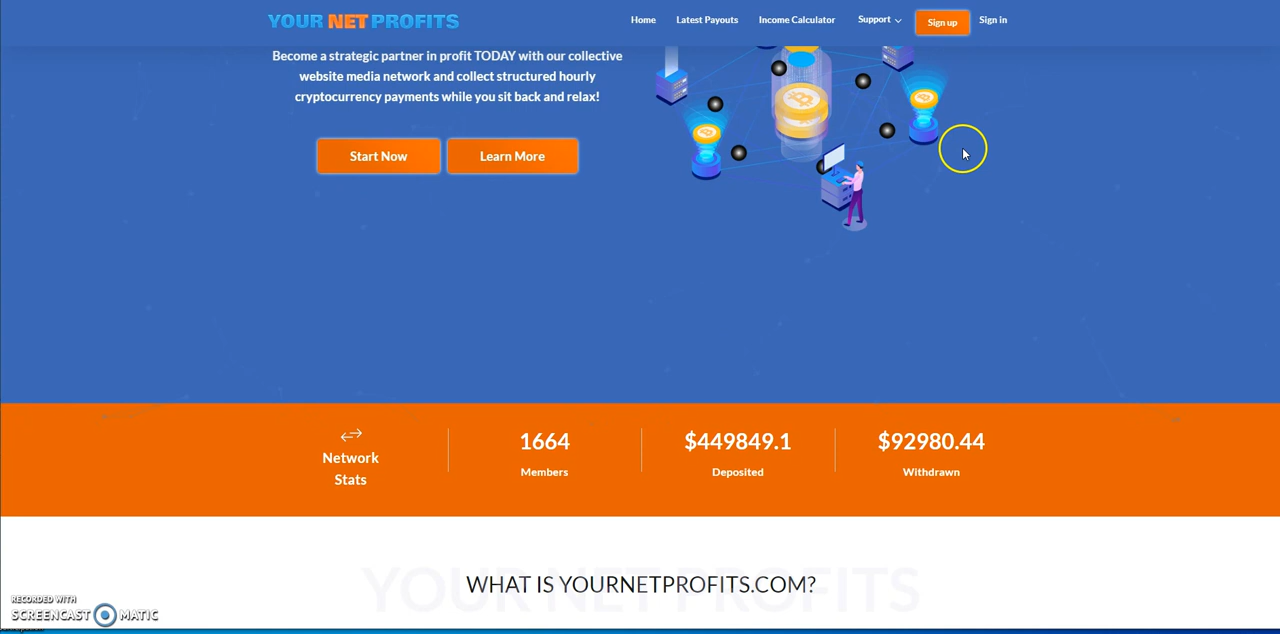 YOUR NET PROFITS
Home
Latest Payouts
Income Calculator
Support
Sign up
Sign in
Become a strategic partner in profit TODAY with our collective
website media network and collect structured hourly
cryptocurrency payments while you sit back and relax!
Start Now
Learn More
Network
Stats
1664
Members
$449849.1
Deposited
$92980.44
Withdrawn
YOUR NET PROFITS
WHAT IS YOURNETPROFITS.COM?
RECORDED WITH
SCREENCAST MATIC